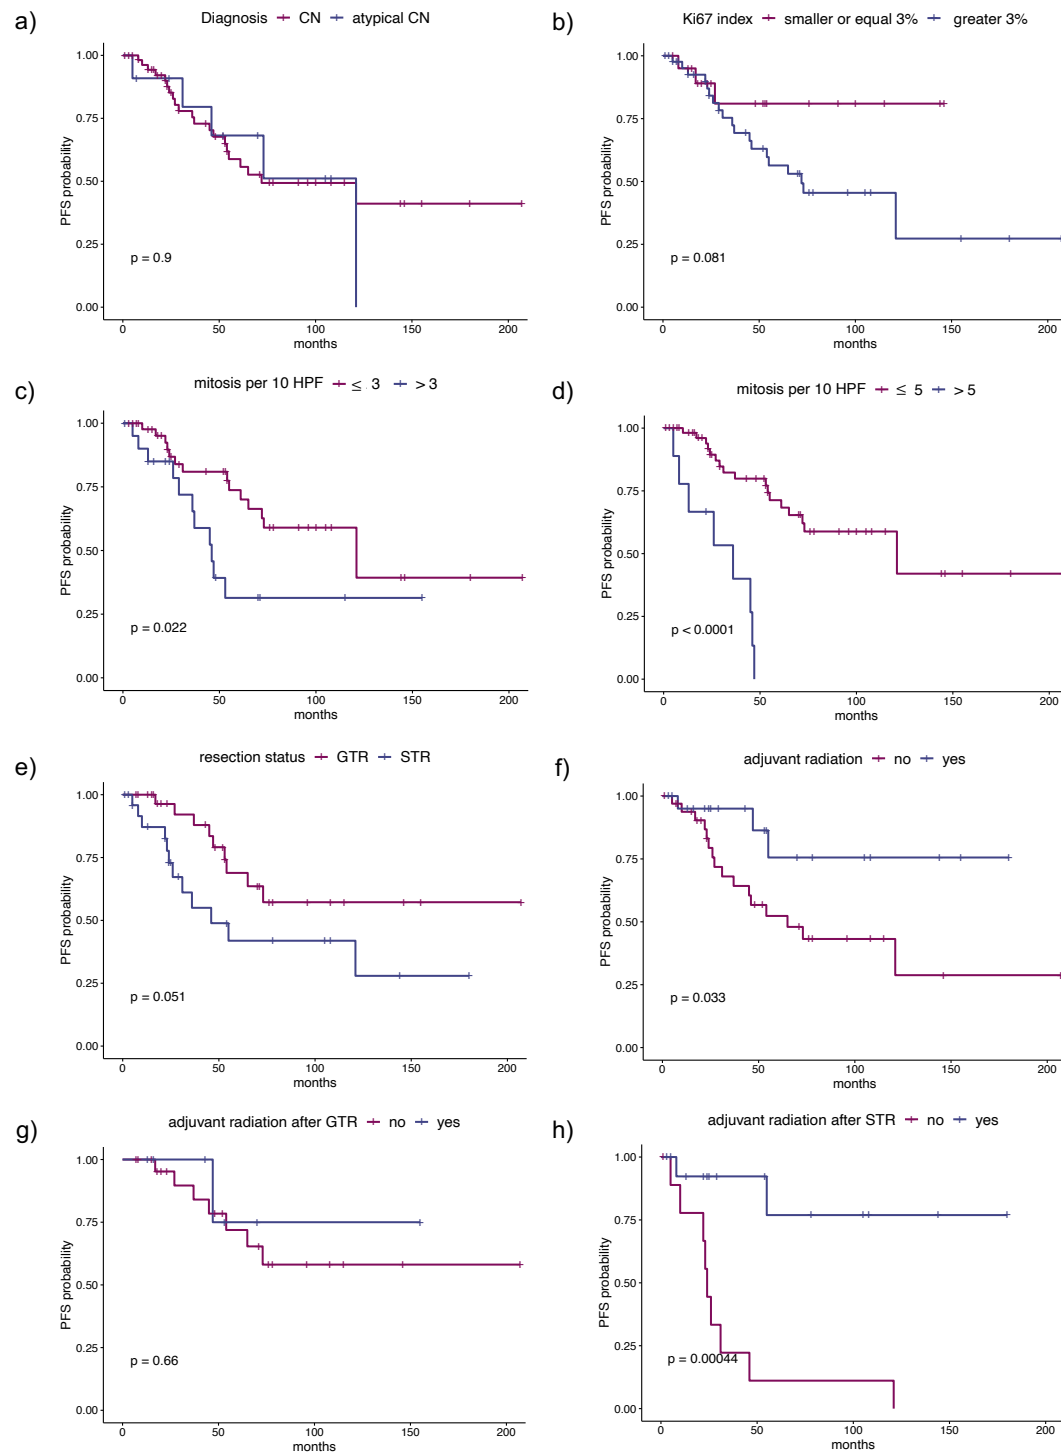 a)
Diagnosis CN atypical CN
PFS probability
1.00
0.75
0.50
0.25
0.00
p = 0.9
0 50 100 150 200
months
b)
Ki67 index smaller or equal 3% greater 3%
PFS probability
1.00
0.75
0.50
0.25
0.00
p = 0.081
0 50 100 150 200
months
c)
mitosis per 10 HPF ≤ 3 > 3
PFS probability
1.00
0.75
0.50
0.25
0.00
p = 0.022
0 50 100 150 200
months
d)
mitosis per 10 HPF ≤ 5 > 5
PFS probability
1.00
0.75
0.50
0.25
0.00
p < 0.0001
0 50 100 150 200
months
e)
resection status GTR STR
PFS probability
1.00
0.75
0.50
0.25
0.00
p = 0.051
0 50 100 150 200
months
f)
adjuvant radiation no yes
PFS probability
1.00
0.75
0.50
0.25
0.00
p = 0.033
0 50 100 150 200
months
g)
adjuvant radiation after GTR no yes
PFS probability
1.00
0.75
0.50
0.25
0.00
p = 0.66
0 50 100 150 200
months
h)
adjuvant radiation after STR no yes
PFS probability
1.00
0.75
0.50
0.25
0.00
p = 0.00044
0 50 100 150 200
months